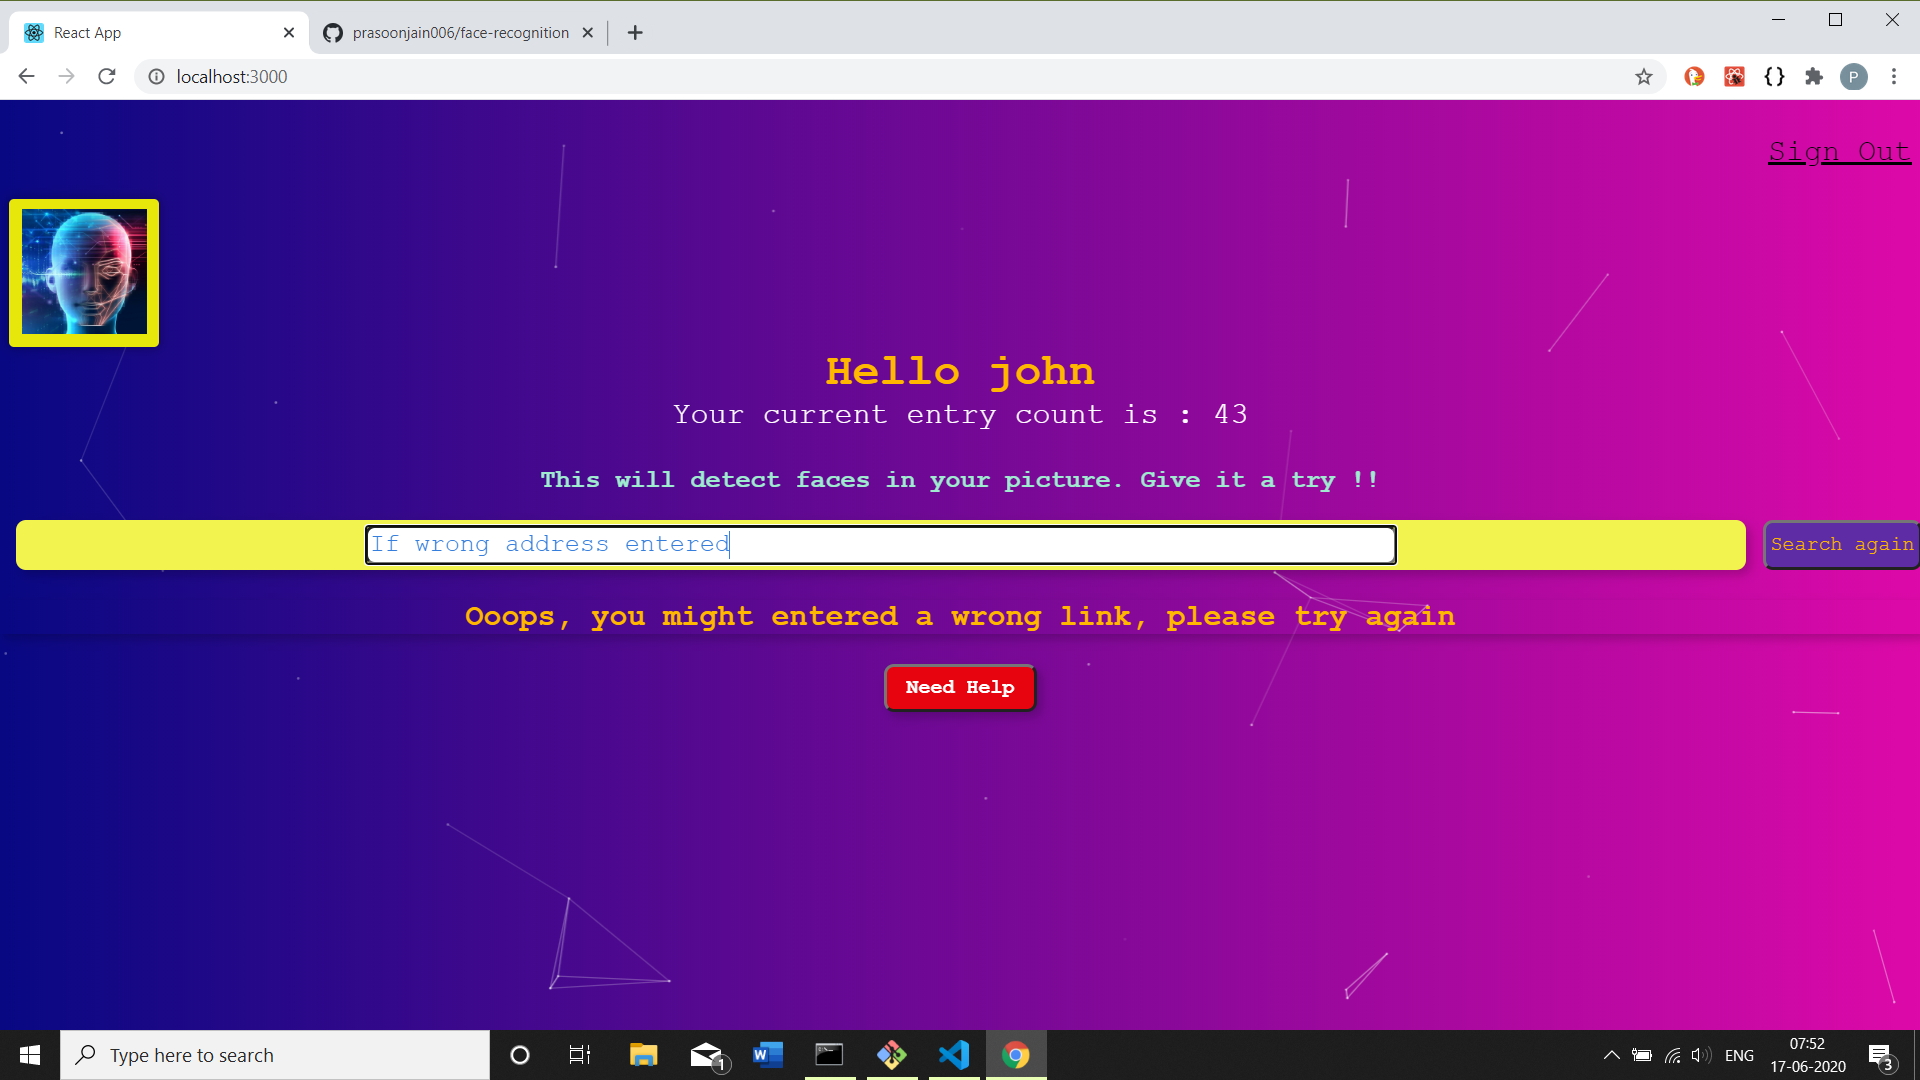 React App
prasoonjain006/face-recognition
localhost:3000
P
Sign Out
Hello john
Your current entry count is : 43
This will detect faces in your picture. Give it a try !!
If wrong address entered
Search again
Ooops, you might entered a wrong link, please try again
Need Help
Type here to search
1
W
ENG
07:52
17-06-2020
3